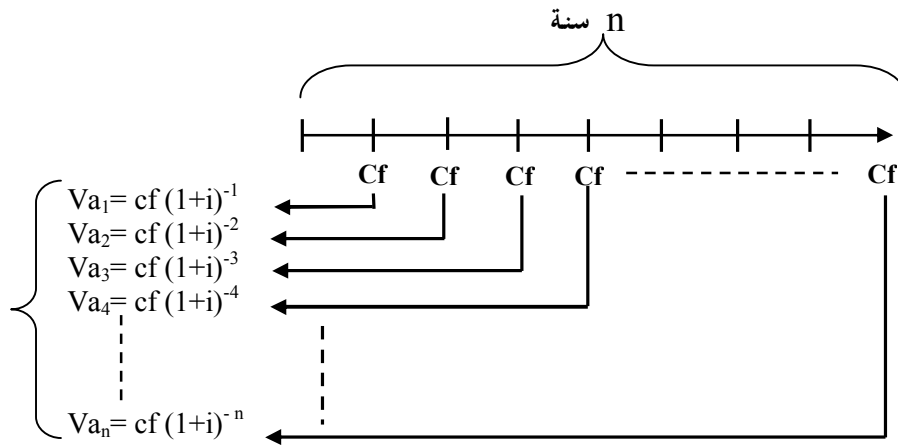 n سنة
Cf Cf Cf Cf Cf
Va₁= cf (1+i)⁻¹
Va₂= cf (1+i)⁻²
Va₃= cf (1+i)⁻³
Va₄= cf (1+i)⁻⁴
Vaₙ= cf (1+i)⁻ ⁿ